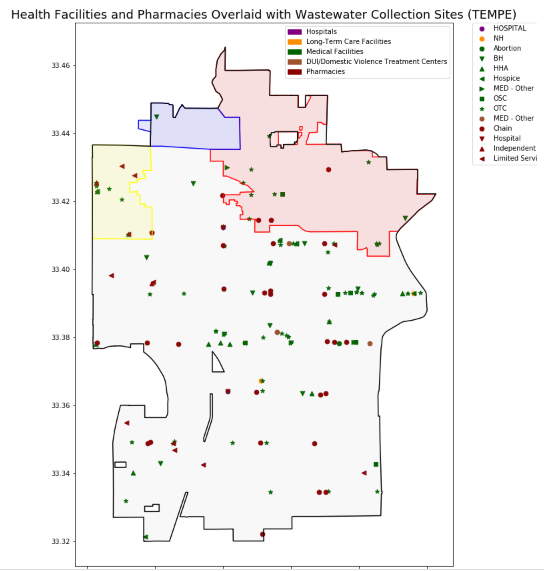 Health Facilities and Pharmacies Overlaid with Wastewater Collection Sites (TEMPE)
Hospitals
Long-Term Care Facilities
Medical Facilities
DUI/Domestic Violence Treatment Centers
Pharmacies
HOSPITAL
NH
Abortion
BH
HHA
Hospice
MED - Other
OSC
OTC
MED - Other
Chain
Hospital
Independent
Limited Servi
33.46
33.44
33.42
33.40
33.38
33.36
33.34
33.32